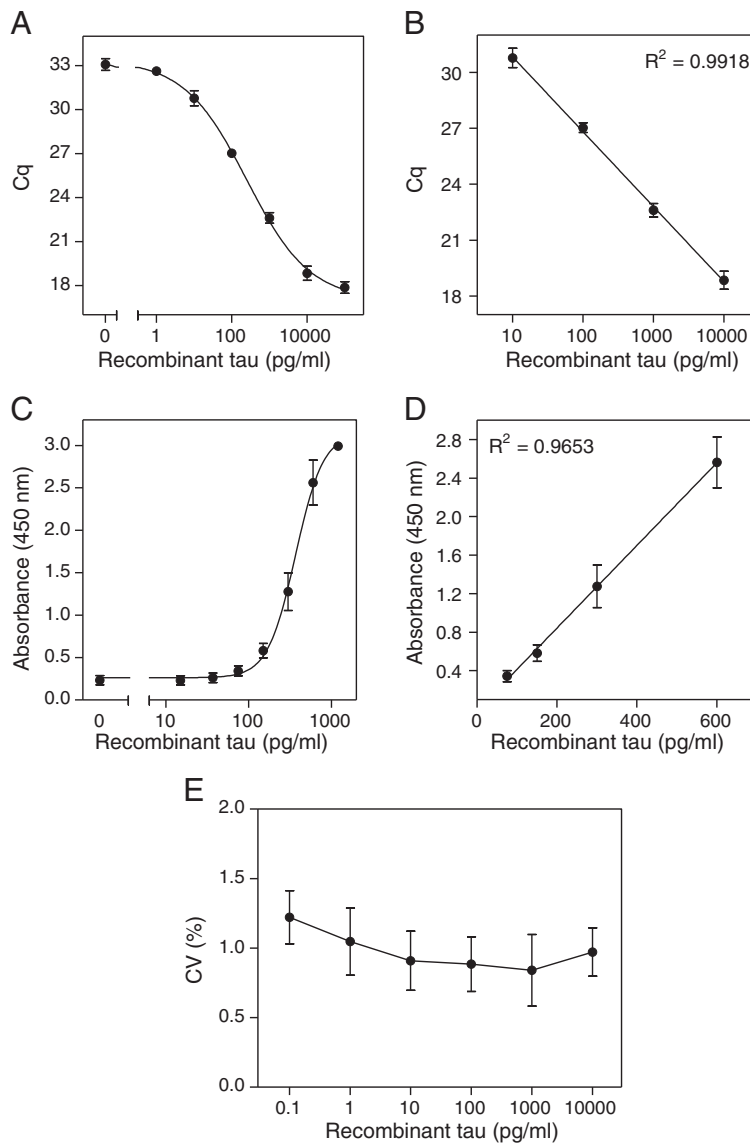 A
33
30
27
24
21
18
Cq
0 1 100 10000
Recombinant tau (pg/ml)
B
R² = 0.9918
30
27
24
21
18
Cq
10 100 1000 10000
Recombinant tau (pg/ml)
C
3.0
2.5
2.0
1.5
1.0
0.5
0.0
Absorbance (450 nm)
0 10 100 1000
Recombinant tau (pg/ml)
D
R² = 0.9653
2.8
2.4
2.0
1.6
1.2
0.8
0.4
Absorbance (450 nm)
0 200 400 600
Recombinant tau (pg/ml)
E
2.0
1.5
1.0
0.5
0.0
CV (%)
0.1 1 10 100 1000 10000
Recombinant tau (pg/ml)